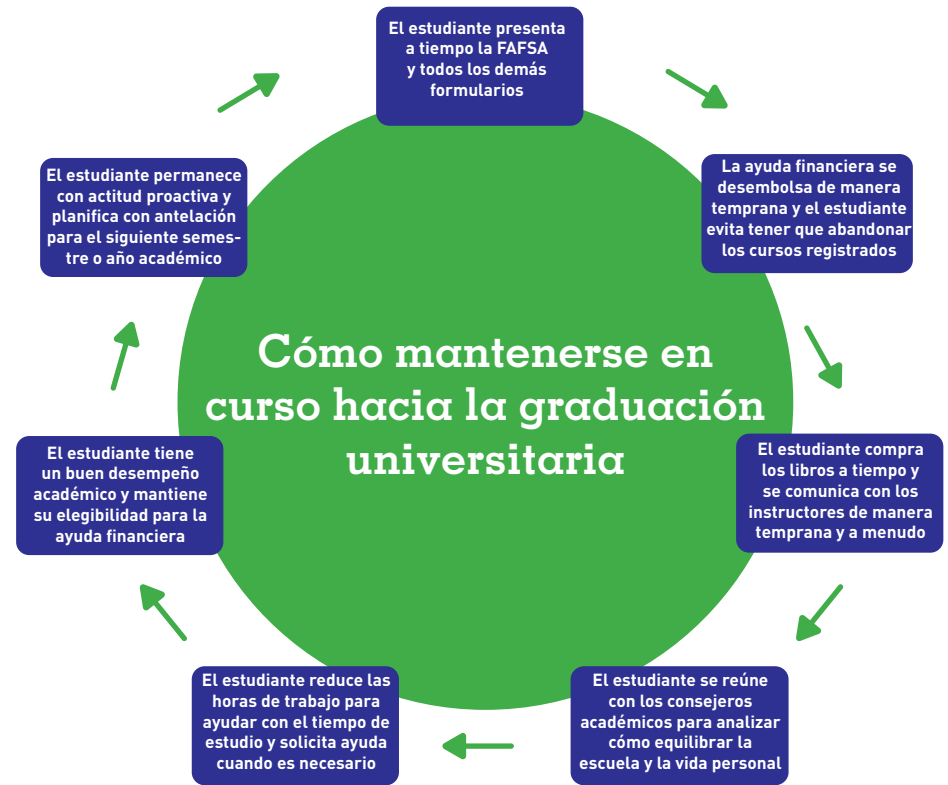 El estudiante presenta
a tiempo la FAFSA
y todos los demás
formularios
La ayuda financiera se
desembolsa de manera
temprana y el estudiante
evita tener que abandonar
los cursos registrados
El estudiante compra
los libros a tiempo y
se comunica con los
instructores de manera
temprana y a menudo
El estudiante se reúne
con los consejeros
académicos para analizar
cómo equilibrar la
escuela y la vida personal
El estudiante reduce las
horas de trabajo para
ayudar con el tiempo de
estudio y solicita ayuda
cuando es necesario
El estudiante tiene
un buen desempeño
académico y mantiene
su elegibilidad para la
ayuda financiera
El estudiante permanece
con actitud proactiva y
planifica con antelación
para el siguiente semes-
tre o año académico
Cómo mantenerse en
curso hacia la graduación
universitaria